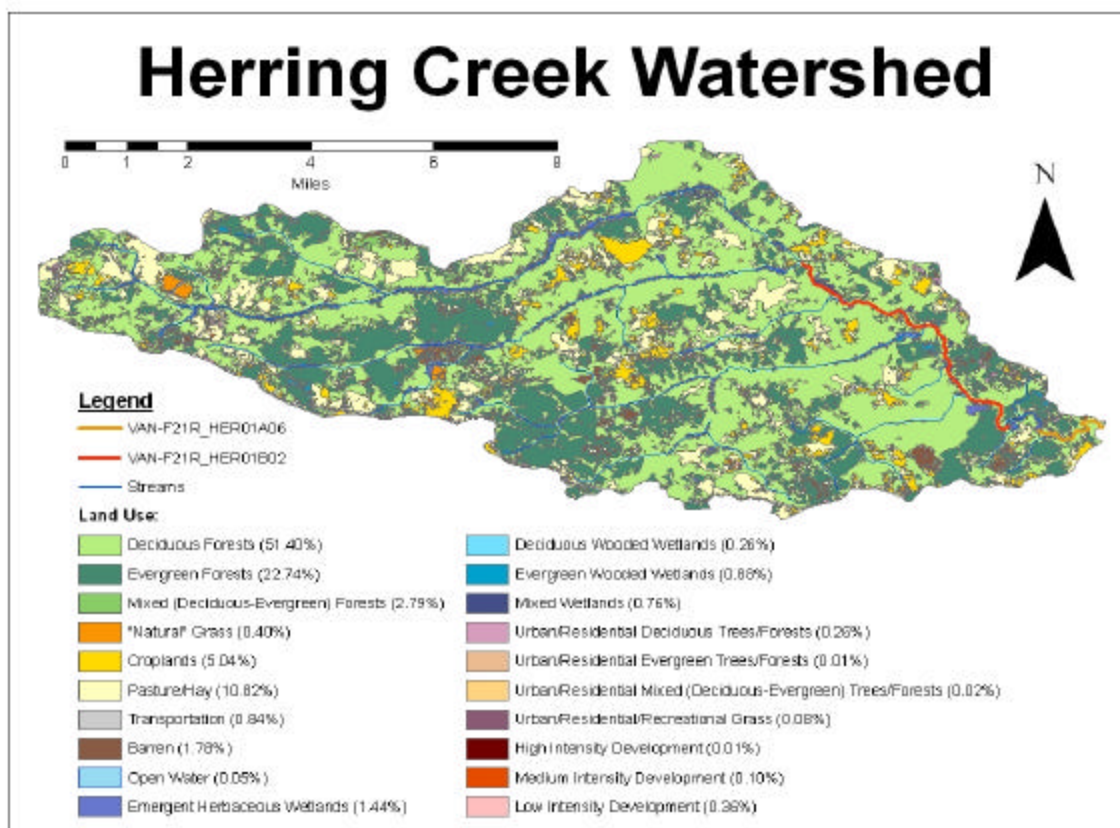 Herring Creek Watershed
0 1 2 4 6 8
Miles
N
Legend
VAN-F21R_HER01A06
VAN-F21R_HER01B02
Streams
Land Use:
Deciduous Forests (51.40%)
Evergreen Forests (22.74%)
Mixed (Deciduous-Evergreen) Forests (2.79%)
"Natural" Grass (0.40%)
Croplands (5.04%)
Pasture/Hay (10.82%)
Transportation (0.84%)
Barren (1.78%)
Open Water (0.05%)
Emergent Herbaceous Wetlands (1.44%)
Deciduous Wooded Wetlands (0.26%)
Evergreen Wooded Wetlands (0.88%)
Mixed Wetlands (0.76%)
Urban/Residential Deciduous Trees/Forests (0.26%)
Urban/Residential Evergreen Trees/Forests (0.01%)
Urban/Residential Mixed (Deciduous-Evergreen) Trees/Forests (0.02%)
Urban/Residential/Recreational Grass (0.08%)
High Intensity Development (0.01%)
Medium Intensity Development (0.10%)
Low Intensity Development (0.36%)